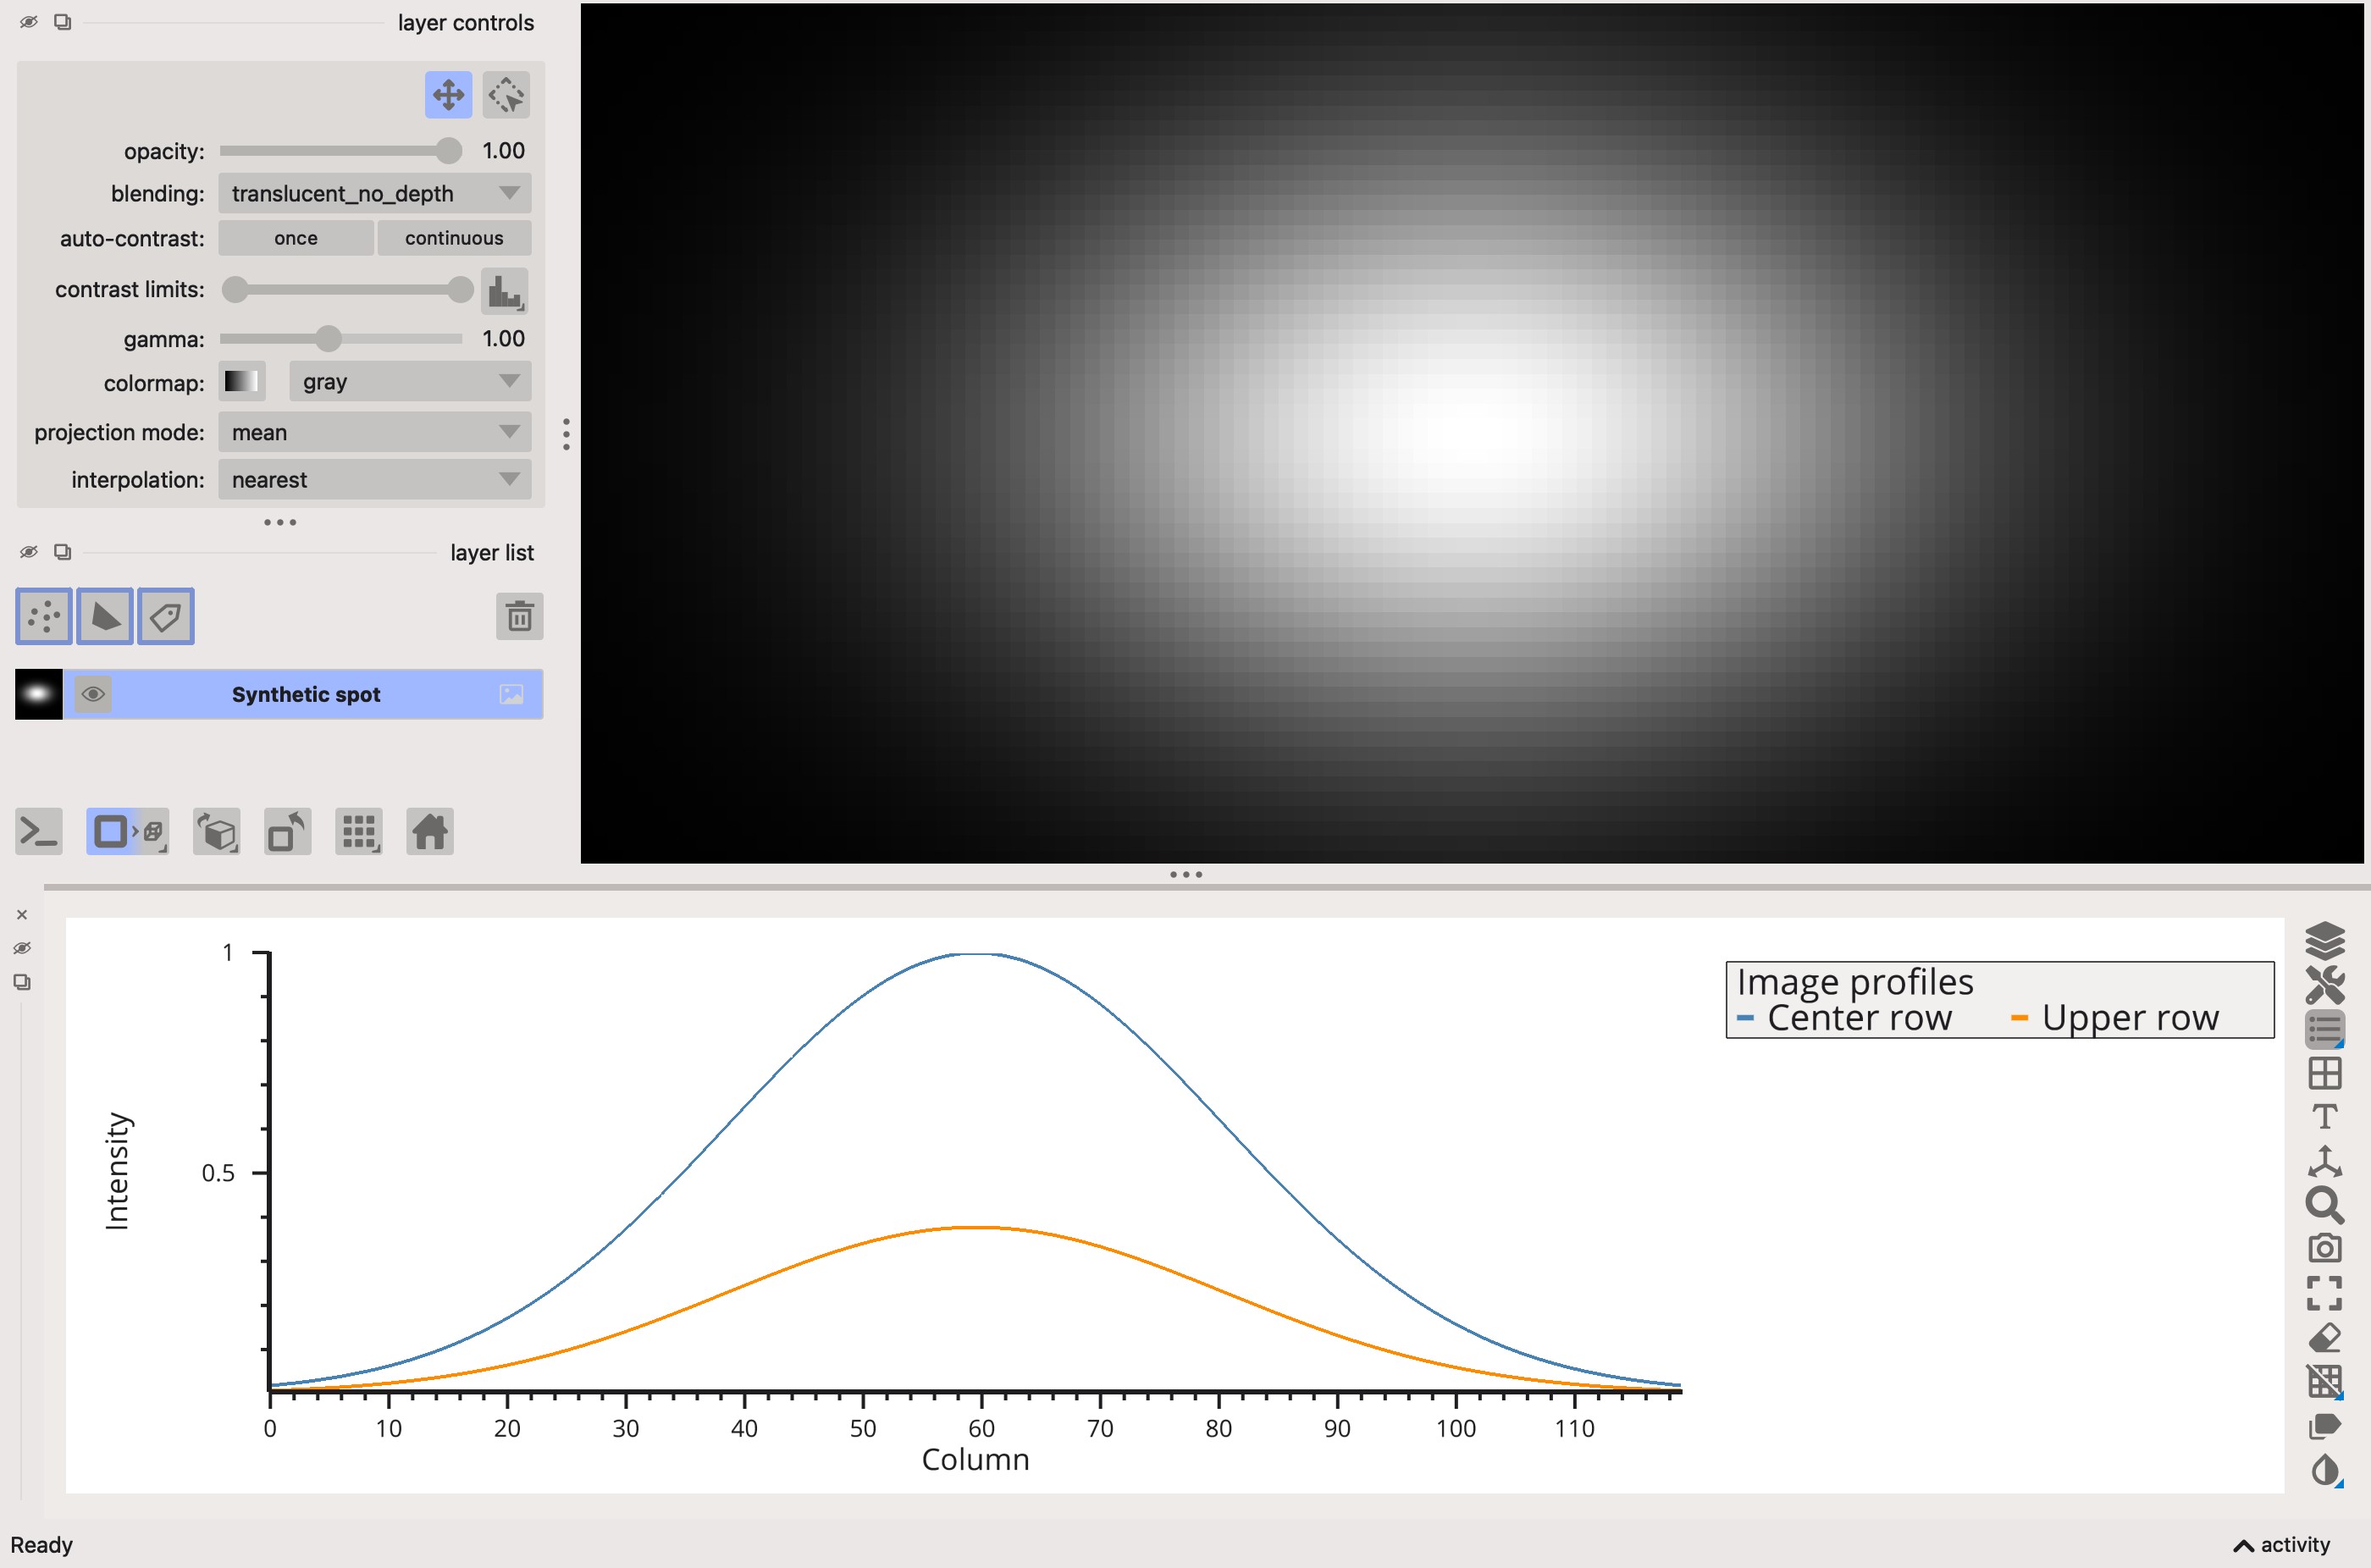 layer controls
opacity: 1.00
blending: translucent_no_depth
auto-contrast: once continuous
contrast limits:
gamma: 1.00
colormap: gray
projection mode: mean
interpolation: nearest
layer list
Synthetic spot
1
0.5
Intensity
0 10 20 30 40 50 60 70 80 90 100 110
Column
Image profiles
Center row Upper row
Ready
activity